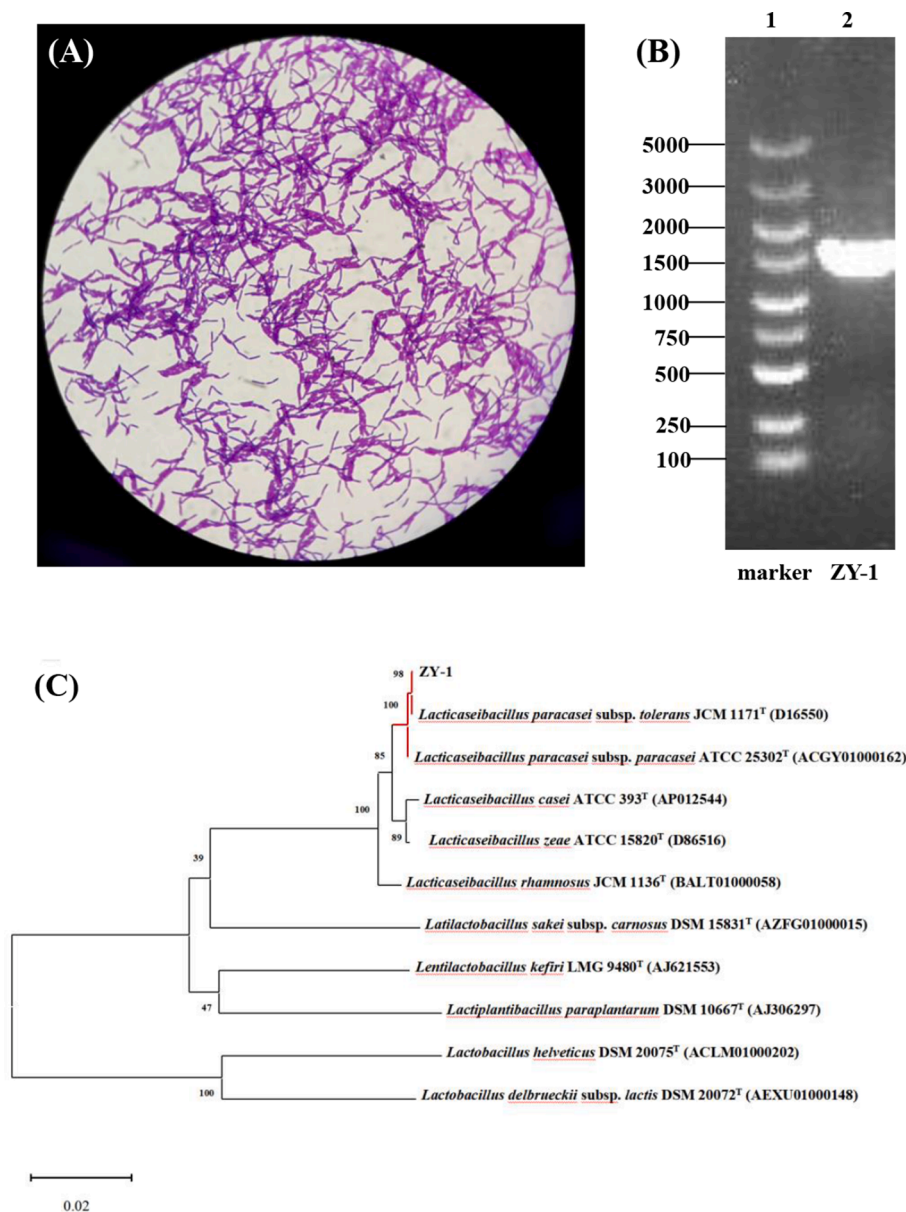 (A)
(B)
1 2
5000
3000
2000
1500
1000
750
500
250
100
marker ZY-1
(C)
98 ZY-1
100
Lacticaseibacillus paracasei subsp. tolerans JCM 1171ᵀ (D16550)
85
Lacticaseibacillus paracasei subsp. paracasei ATCC 25302ᵀ (ACGY01000162)
Lacticaseibacillus casei ATCC 393ᵀ (AP012544)
100
89
Lacticaseibacillus zeae ATCC 15820ᵀ (D86516)
39
Lacticaseibacillus rhamnosus JCM 1136ᵀ (BALT01000058)
Latilactobacillus sakei subsp. carnosus DSM 15831ᵀ (AZFG01000015)
Lentilactobacillus kefiri LMG 9480ᵀ (AJ621553)
47
Lactiplantibacillus paraplantarum DSM 10667ᵀ (AJ306297)
Lactobacillus helveticus DSM 20075ᵀ (ACLM01000202)
100
Lactobacillus delbrueckii subsp. lactis DSM 20072ᵀ (AEXU01000148)
0.02